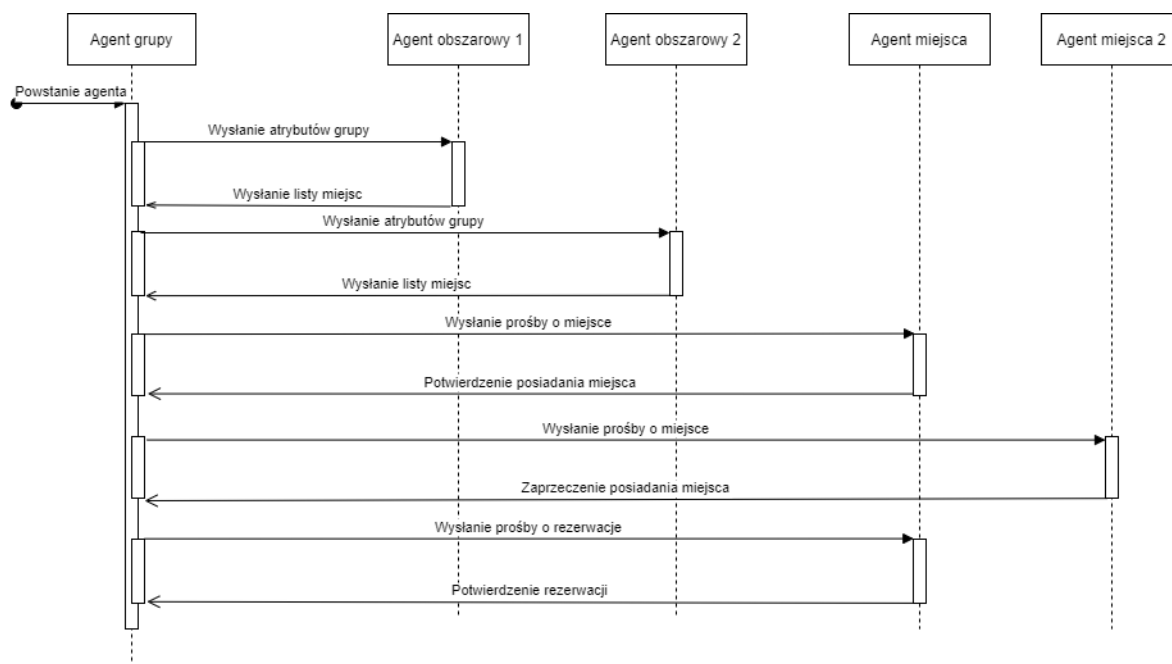 Agent grupy
Agent obszarowy 1
Agent obszarowy 2
Agent miejsca
Agent miejsca 2
Powstanie agenta
Wysłanie atrybutów grupy
Wysłanie listy miejsc
Wysłanie atrybutów grupy
Wysłanie listy miejsc
Wysłanie prośby o miejsce
Potwierdzenie posiadania miejsca
Wysłanie prośby o miejsce
Zaprzeczenie posiadania miejsca
Wysłanie prośby o rezerwacje
Potwierdzenie rezerwacji